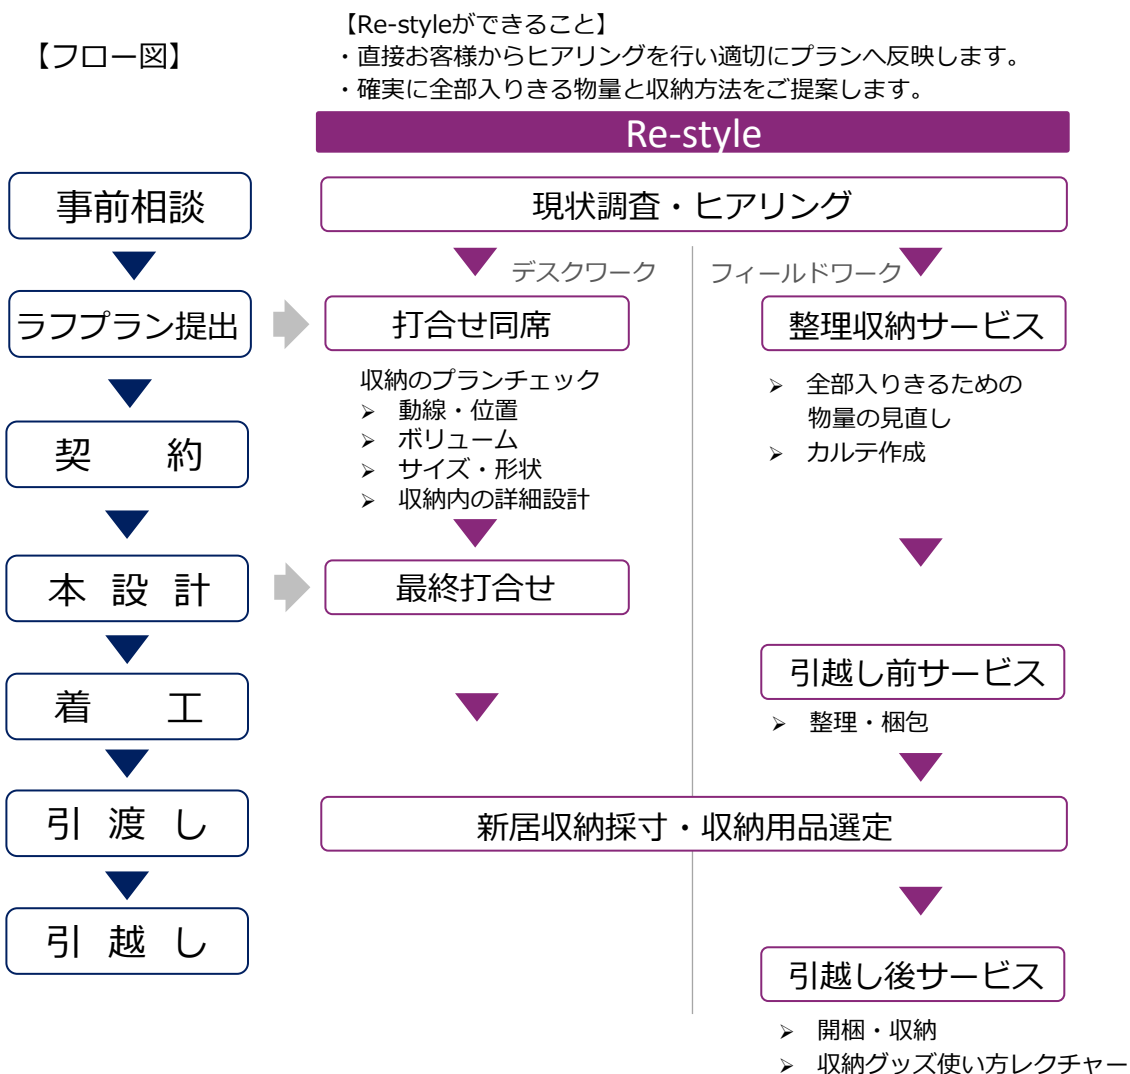 【フロー図】
【Re-styleができること】
・直接お客様からヒアリングを行い適切にプランへ反映します。
・確実に全部入りきる物量と収納方法をご提案します。
Re-style
事前相談
ラフプラン提出
契　約
本 設 計
着　工
引 渡 し
引 越 し
現状調査・ヒアリング
デスクワーク
打合せ同席
収納のプランチェック
➢ 動線・位置
➢ ボリューム
➢ サイズ・形状
➢ 収納内の詳細設計
最終打合せ
フィールドワーク
整理収納サービス
➢ 全部入りきるための
物量の見直し
➢ カルテ作成
引越し前サービス
➢ 整理・梱包
新居収納採寸・収納用品選定
引越し後サービス
➢ 開梱・収納
➢ 収納グッズ使い方レクチャー